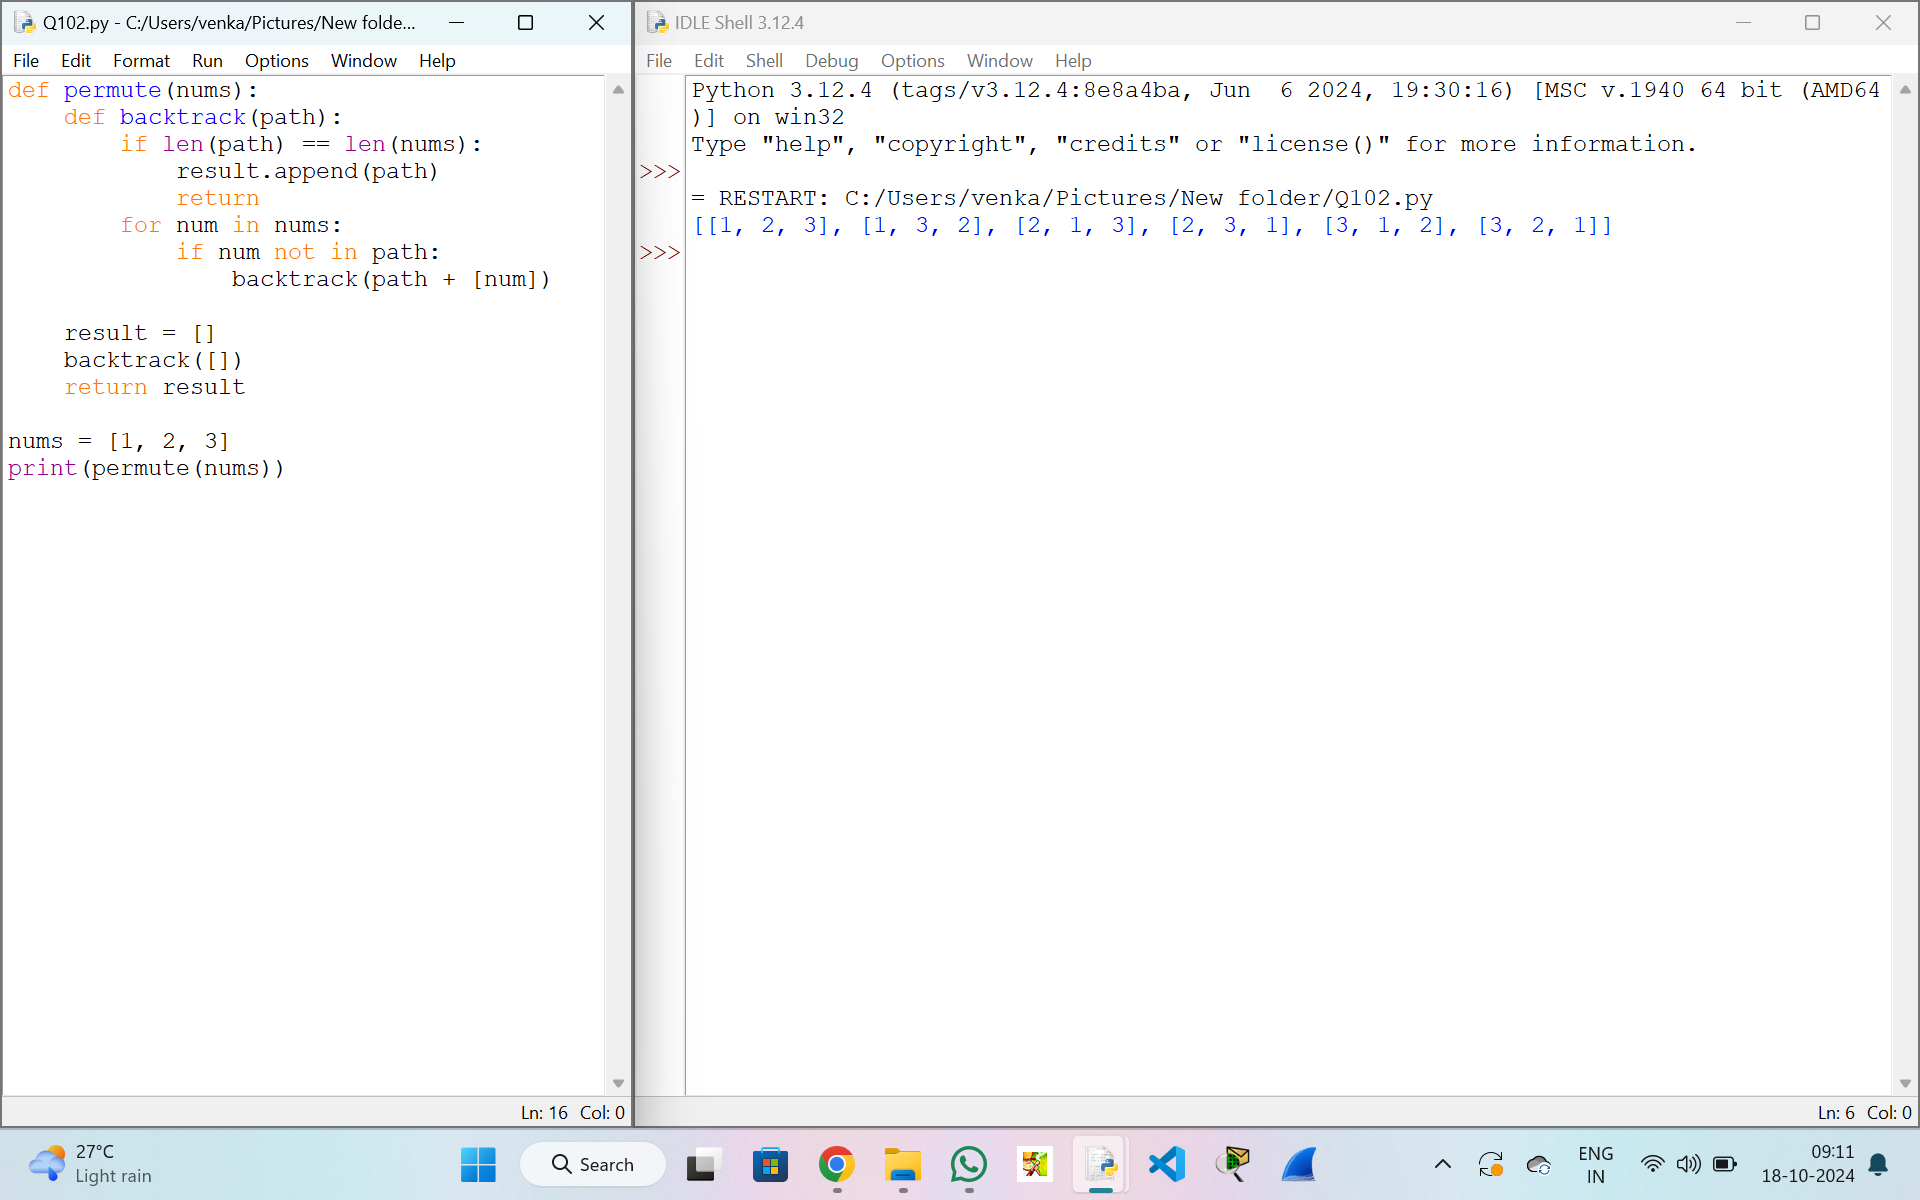 Q102.py - C:/Users/venka/Pictures/New folde...
File Edit Format Run Options Window Help
def permute(nums):
    def backtrack(path):
        if len(path) == len(nums):
            result.append(path)
            return
        for num in nums:
            if num not in path:
                backtrack(path + [num])

    result = []
    backtrack([])
    return result

nums = [1, 2, 3]
print(permute(nums))
Ln: 16 Col: 0
IDLE Shell 3.12.4
File Edit Shell Debug Options Window Help
Python 3.12.4 (tags/v3.12.4:8e8a4ba, Jun  6 2024, 19:30:16) [MSC v.1940 64 bit (AMD64
)] on win32
Type "help", "copyright", "credits" or "license()" for more information.
>>>
= RESTART: C:/Users/venka/Pictures/New folder/Q102.py
[[1, 2, 3], [1, 3, 2], [2, 1, 3], [2, 3, 1], [3, 1, 2], [3, 2, 1]]
>>>
Ln: 6 Col: 0
27°C
Light rain
Search
ENG
IN
09:11
18-10-2024